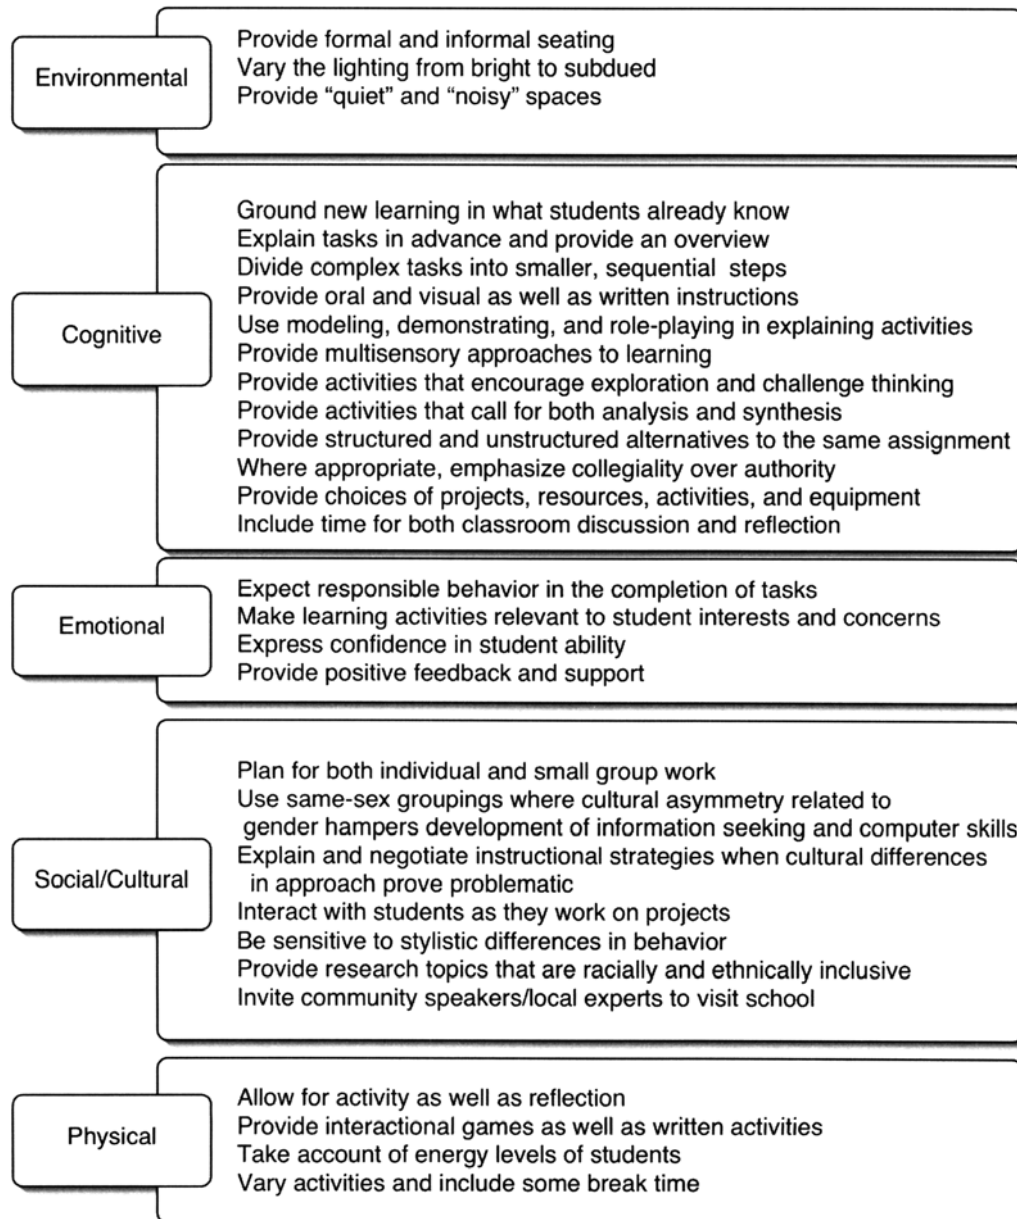 Environmental
Provide formal and informal seating
Vary the lighting from bright to subdued
Provide “quiet” and “noisy” spaces
Cognitive
Ground new learning in what students already know
Explain tasks in advance and provide an overview
Divide complex tasks into smaller, sequential steps
Provide oral and visual as well as written instructions
Use modeling, demonstrating, and role-playing in explaining activities
Provide multisensory approaches to learning
Provide activities that encourage exploration and challenge thinking
Provide activities that call for both analysis and synthesis
Provide structured and unstructured alternatives to the same assignment
Where appropriate, emphasize collegiality over authority
Provide choices of projects, resources, activities, and equipment
Include time for both classroom discussion and reflection
Emotional
Expect responsible behavior in the completion of tasks
Make learning activities relevant to student interests and concerns
Express confidence in student ability
Provide positive feedback and support
Social/Cultural
Plan for both individual and small group work
Use same-sex groupings where cultural asymmetry related to
gender hampers development of information seeking and computer skills
Explain and negotiate instructional strategies when cultural differences
in approach prove problematic
Interact with students as they work on projects
Be sensitive to stylistic differences in behavior
Provide research topics that are racially and ethnically inclusive
Invite community speakers/local experts to visit school
Physical
Allow for activity as well as reflection
Provide interactional games as well as written activities
Take account of energy levels of students
Vary activities and include some break time